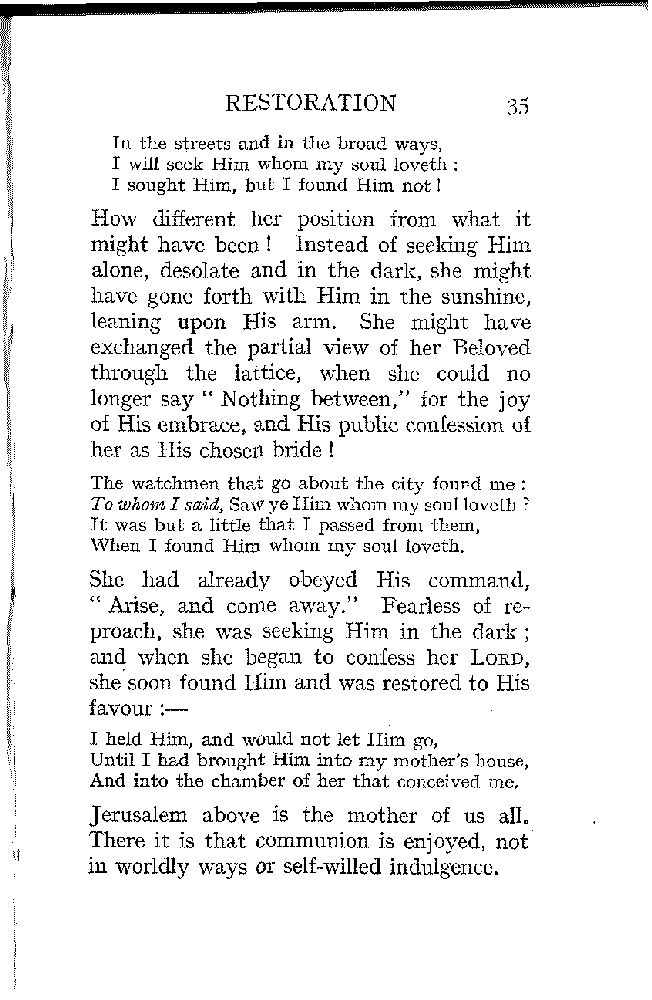 RESTORATION 35
In the streets and in the broad ways,
I will seek Him whom my soul loveth :
I sought Him, but I found Him not !
How different her position from what it
might have been ! Instead of seeking Him
alone, desolate and in the dark, she might
have gone forth with Him in the sunshine,
leaning upon His arm. She might have
exchanged the partial view of her Beloved
through the lattice, when she could no
longer say “ Nothing between,” for the joy
of His embrace, and His public confession of
her as His chosen bride !
The watchmen that go about the city found me :
To whom I said, Saw ye Him whom my soul loveth ?
It was but a little that I passed from them,
When I found Him whom my soul loveth.
She had already obeyed His command,
“ Arise, and come away.” Fearless of re-
proach, she was seeking Him in the dark ;
and when she began to confess her LORD,
she soon found Him and was restored to His
favour :—
I held Him, and would not let Him go,
Until I had brought Him into my mother's house,
And into the chamber of her that conceived me.
Jerusalem above is the mother of us all.
There it is that communion is enjoyed, not
in worldly ways or self-willed indulgence.